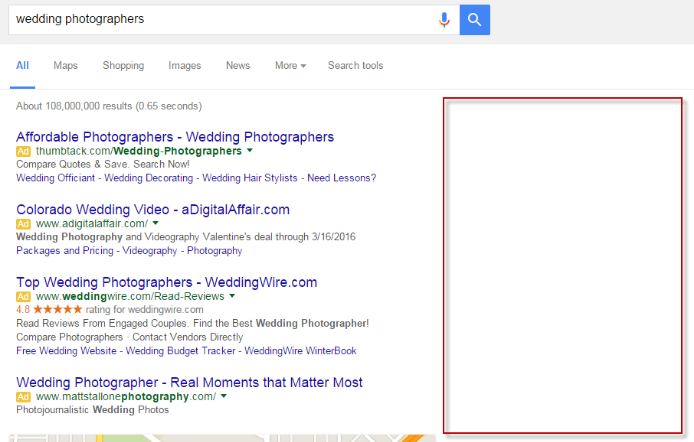 wedding photographers
All Maps Shopping Images News More Search tools
About 108,000,000 results (0.65 seconds)
Affordable Photographers - Wedding Photographers
Ad thumbtack.com/Wedding-Photographers
Compare Quotes & Save. Search Now!
Wedding Officiant - Wedding Decorating - Wedding Hair Stylists - Need Lessons?
Colorado Wedding Video - aDigitalAffair.com
Ad www.adigitalaffair.com/
Wedding Photography and Videography Valentine's deal through 3/16/2016
Packages and Pricing - Videography - Photography
Top Wedding Photographers - WeddingWire.com
Ad www.weddingwire.com/Read-Reviews
4.8 ★★★★★ rating for weddingwire.com
Read Reviews From Engaged Couples. Find the Best Wedding Photographer!
Compare Photographers · Contact Vendors Directly
Free Wedding Website - Wedding Budget Tracker - WeddingWire WinterBook
Wedding Photographer - Real Moments that Matter Most
Ad www.mattstallonephotography.com/
Photojournalistic Wedding Photos